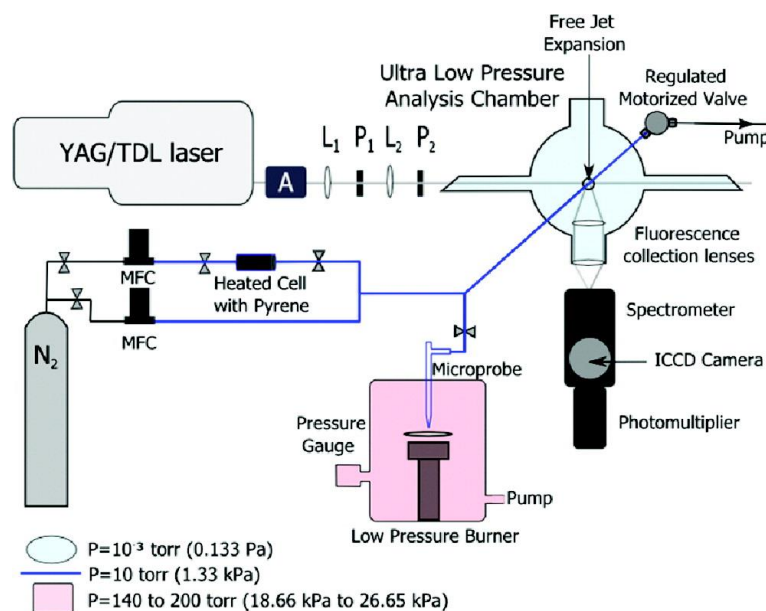 Free Jet
Expansion
Ultra Low Pressure
Analysis Chamber
Regulated
Motorized Valve
Pump
YAG/TDL laser
A
L₁ P₁ L₂ P₂
Fluorescence
collection lenses
MFC
Heated Cell
with Pyrene
MFC
N₂
Spectrometer
ICCD Camera
Photomultiplier
Microprobe
Pressure
Gauge
Pump
Low Pressure Burner
P=10⁻³ torr (0.133 Pa)
P=10 torr (1.33 kPa)
P=140 to 200 torr (18.66 kPa to 26.65 kPa)